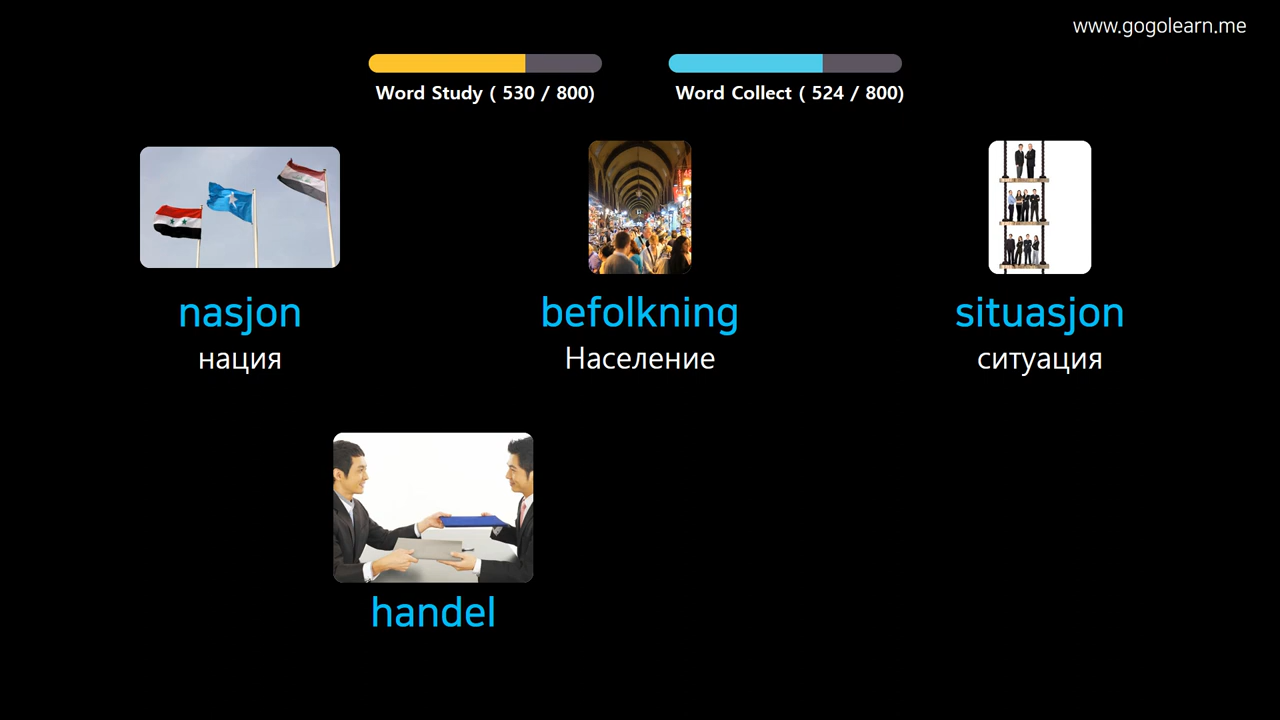 www.gogolearn.me
Word Study ( 530 / 800)
Word Collect ( 524 / 800)
nasjon
нация
befolkning
Население
situasjon
ситуация
handel